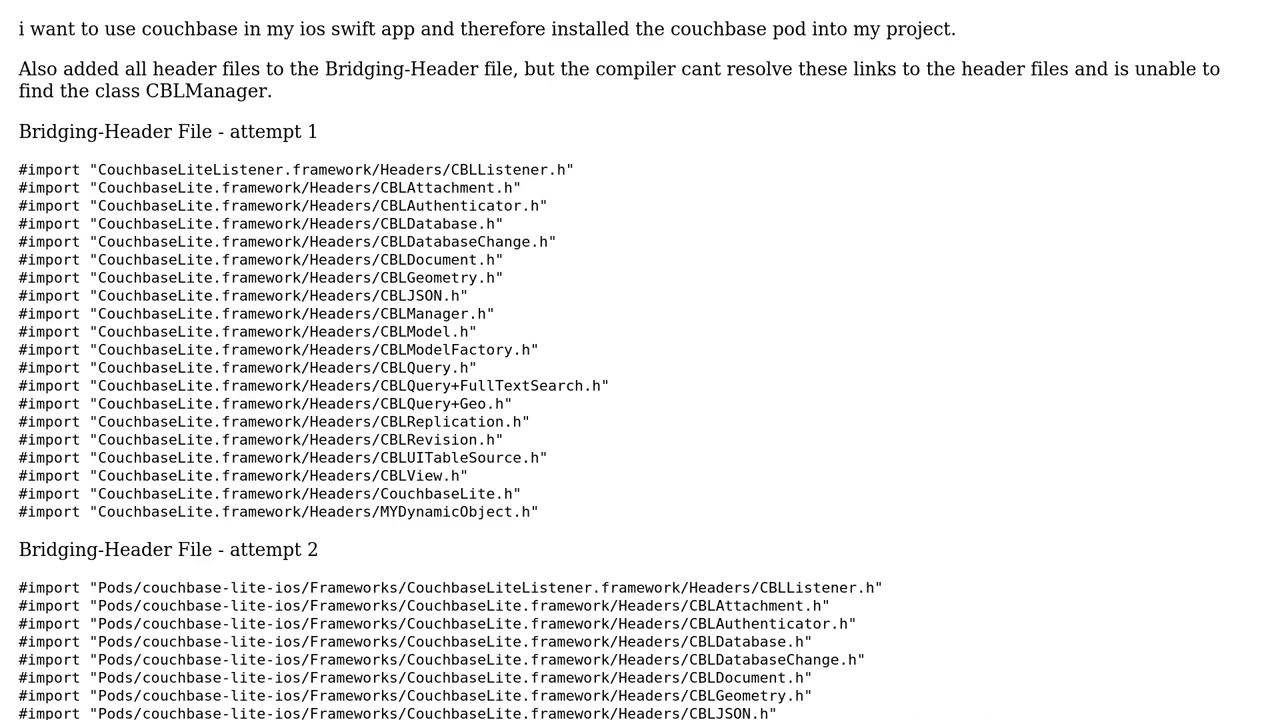 i want to use couchbase in my ios swift app and therefore installed the couchbase pod into my project.
Also added all header files to the Bridging-Header file, but the compiler cant resolve these links to the header files and is unable to
find the class CBLManager.
Bridging-Header File - attempt 1
#import "CouchbaseLiteListener.framework/Headers/CBLListener.h"
#import "CouchbaseLite.framework/Headers/CBLAttachment.h"
#import "CouchbaseLite.framework/Headers/CBLAuthenticator.h"
#import "CouchbaseLite.framework/Headers/CBLDatabase.h"
#import "CouchbaseLite.framework/Headers/CBLDatabaseChange.h"
#import "CouchbaseLite.framework/Headers/CBLDocument.h"
#import "CouchbaseLite.framework/Headers/CBLGeometry.h"
#import "CouchbaseLite.framework/Headers/CBLJSON.h"
#import "CouchbaseLite.framework/Headers/CBLManager.h"
#import "CouchbaseLite.framework/Headers/CBLModel.h"
#import "CouchbaseLite.framework/Headers/CBLModelFactory.h"
#import "CouchbaseLite.framework/Headers/CBLQuery.h"
#import "CouchbaseLite.framework/Headers/CBLQuery+FullTextSearch.h"
#import "CouchbaseLite.framework/Headers/CBLQuery+Geo.h"
#import "CouchbaseLite.framework/Headers/CBLReplication.h"
#import "CouchbaseLite.framework/Headers/CBLRevision.h"
#import "CouchbaseLite.framework/Headers/CBLUITableSource.h"
#import "CouchbaseLite.framework/Headers/CBLView.h"
#import "CouchbaseLite.framework/Headers/CouchbaseLite.h"
#import "CouchbaseLite.framework/Headers/MYDynamicObject.h"
Bridging-Header File - attempt 2
#import "Pods/couchbase-lite-ios/Frameworks/CouchbaseLiteListener.framework/Headers/CBLListener.h"
#import "Pods/couchbase-lite-ios/Frameworks/CouchbaseLite.framework/Headers/CBLAttachment.h"
#import "Pods/couchbase-lite-ios/Frameworks/CouchbaseLite.framework/Headers/CBLAuthenticator.h"
#import "Pods/couchbase-lite-ios/Frameworks/CouchbaseLite.framework/Headers/CBLDatabase.h"
#import "Pods/couchbase-lite-ios/Frameworks/CouchbaseLite.framework/Headers/CBLDatabaseChange.h"
#import "Pods/couchbase-lite-ios/Frameworks/CouchbaseLite.framework/Headers/CBLDocument.h"
#import "Pods/couchbase-lite-ios/Frameworks/CouchbaseLite.framework/Headers/CBLGeometry.h"
#import "Pods/couchbase-lite-ios/Frameworks/CouchbaseLite.framework/Headers/CBLJSON.h"